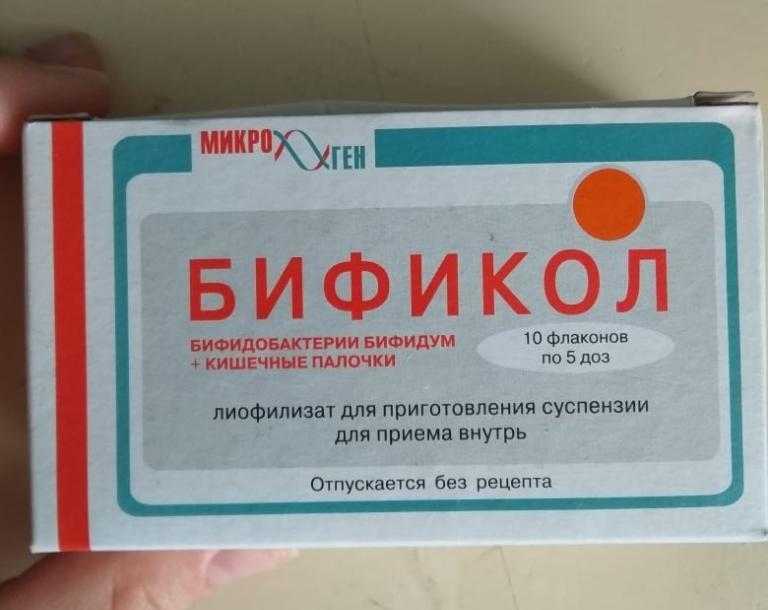 МИКРОГЕН
БИФИКОЛ
БИФИДОБАКТЕРИИ БИФИДУМ
+ КИШЕЧНЫЕ ПАЛОЧКИ
10 флаконов
по 5 доз
лиофилизат для приготовления суспензии
для приема внутрь
Отпускается без рецепта